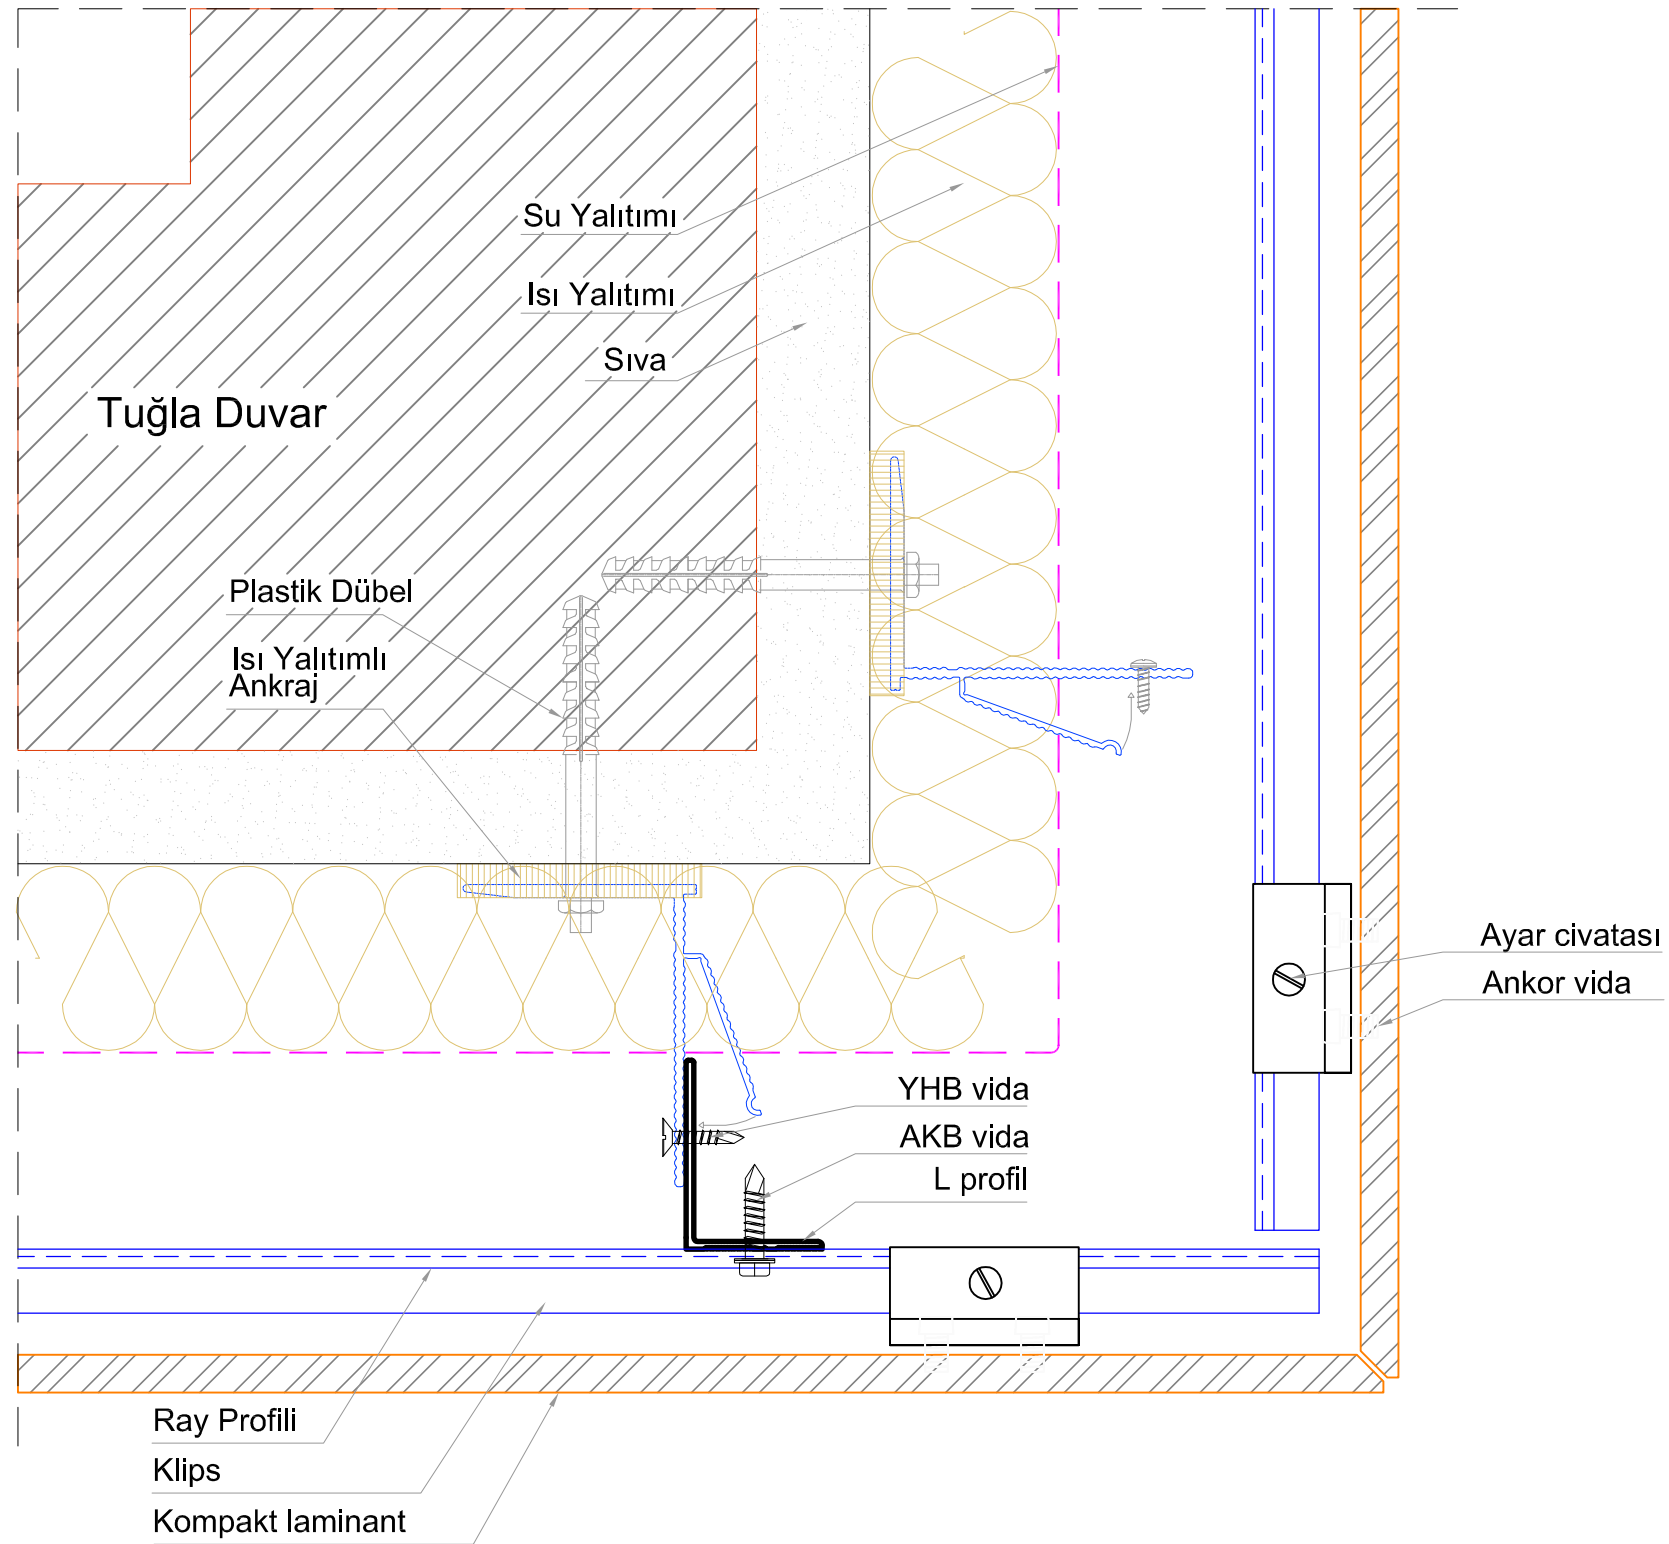 Su Yalıtımı
Isı Yalıtımı
Sıva
Tuğla Duvar
Plastik Dübel
Isı Yalıtımlı
Ankraj
Ayar civatası
Ankor vida
YHB vida
AKB vida
L profil
Ray Profili
Klips
Kompakt laminant